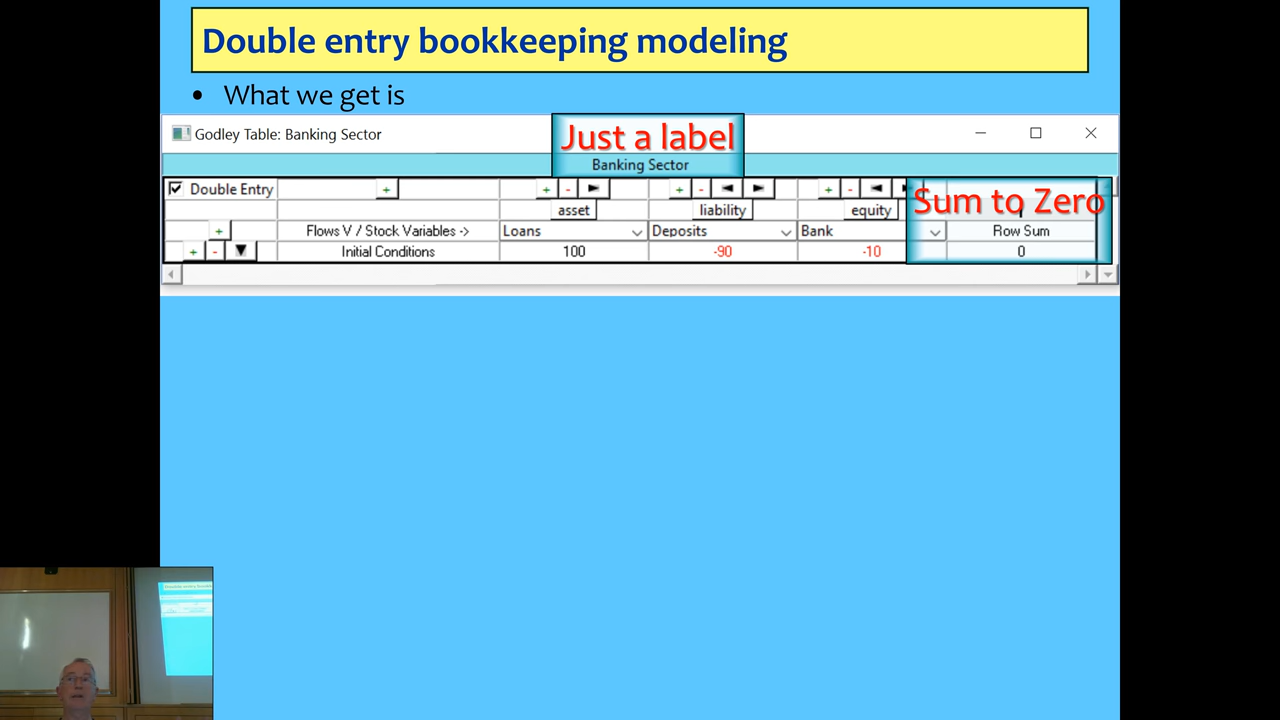 Double entry bookkeeping modeling
• What we get is
Godley Table: Banking Sector
Just a label
Banking Sector
Double Entry + + - + - + -
Sum to Zero
asset liability equity
+ Flows V / Stock Variables -> Loans Deposits Bank Row Sum
+ - Initial Conditions 100 -90 -10 0